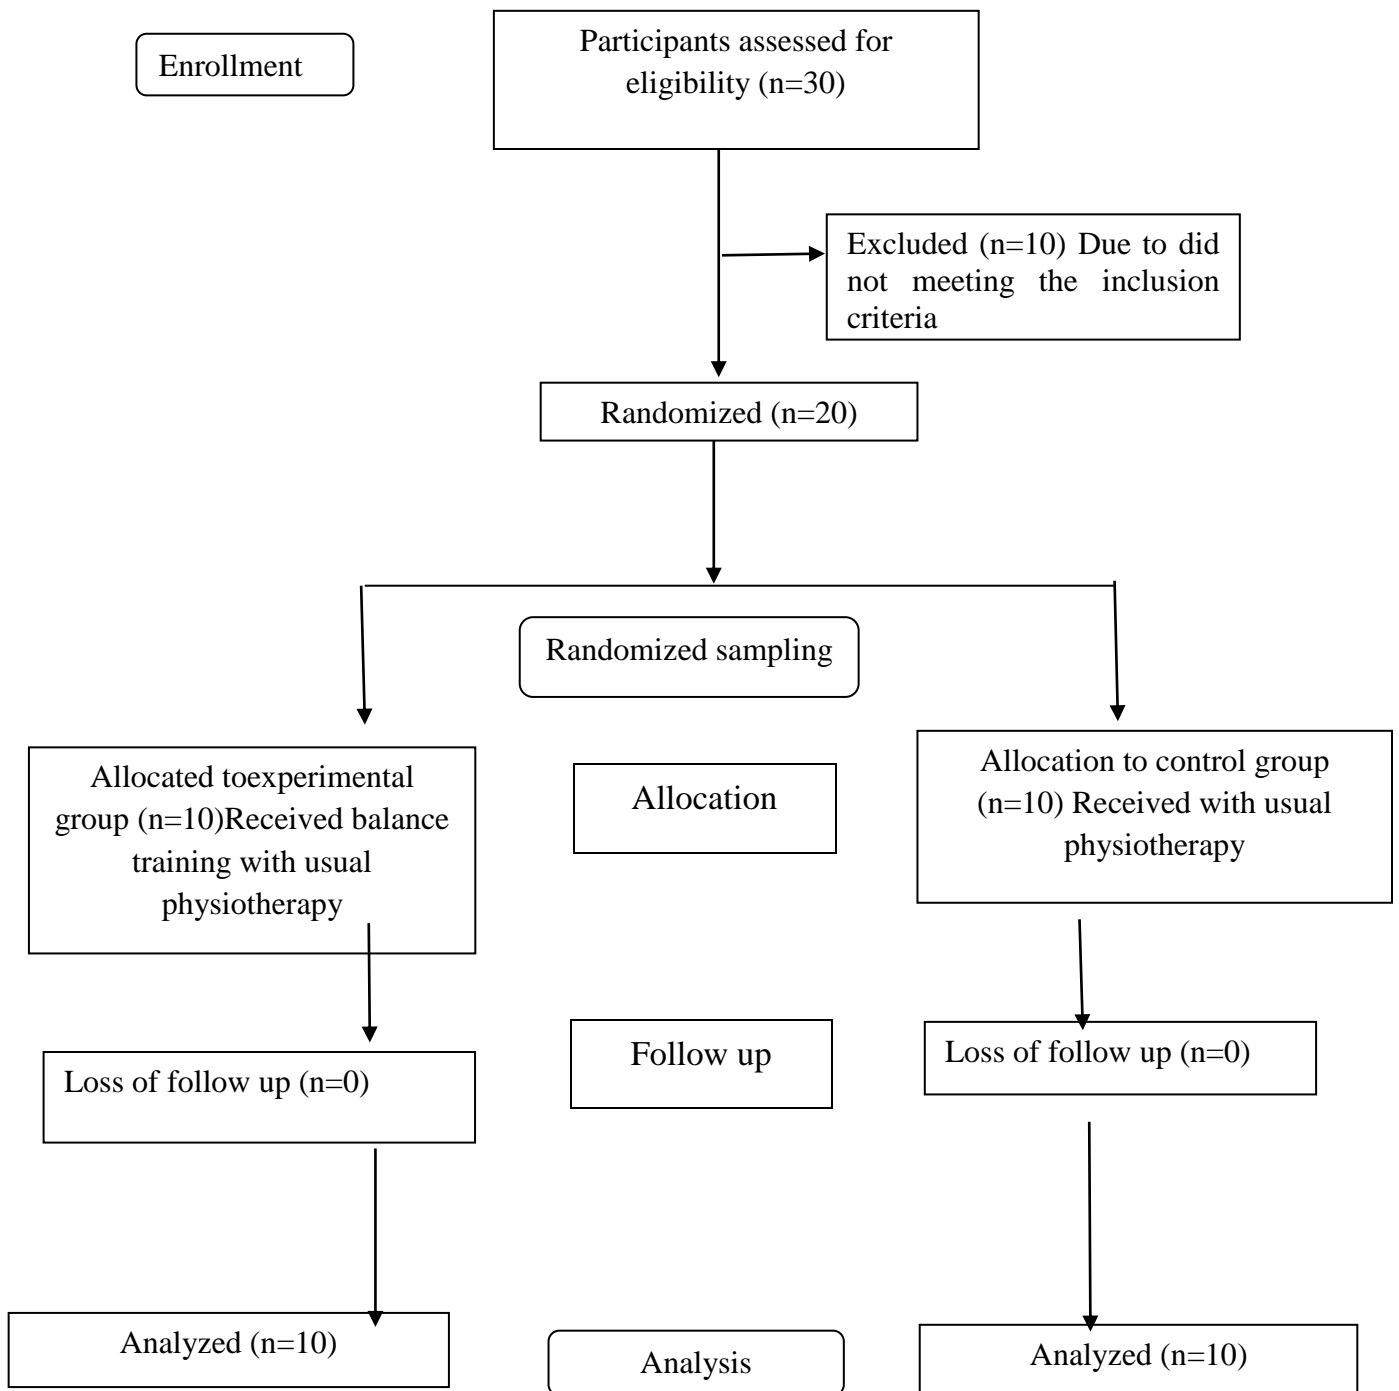 Enrollment
Participants assessed for
eligibility (n=30)
Excluded (n=10) Due to did
not meeting the inclusion
criteria
Randomized (n=20)
Randomized sampling
Allocated toexperimental
group (n=10)Received balance
training with usual
physiotherapy
Allocation
Allocation to control group
(n=10) Received with usual
physiotherapy
Loss of follow up (n=0)
Follow up
Loss of follow up (n=0)
Analyzed (n=10)
Analysis
Analyzed (n=10)